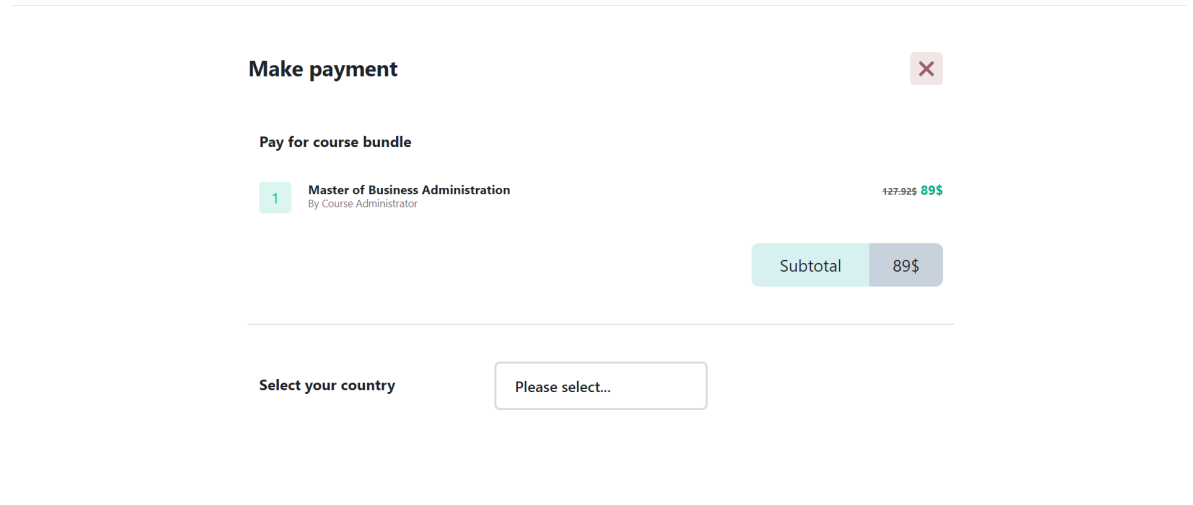 Make payment
Pay for course bundle
1
Master of Business Administration
127.92$ 89$
By Course Administrator
Subtotal 89$
Select your country
Please select...